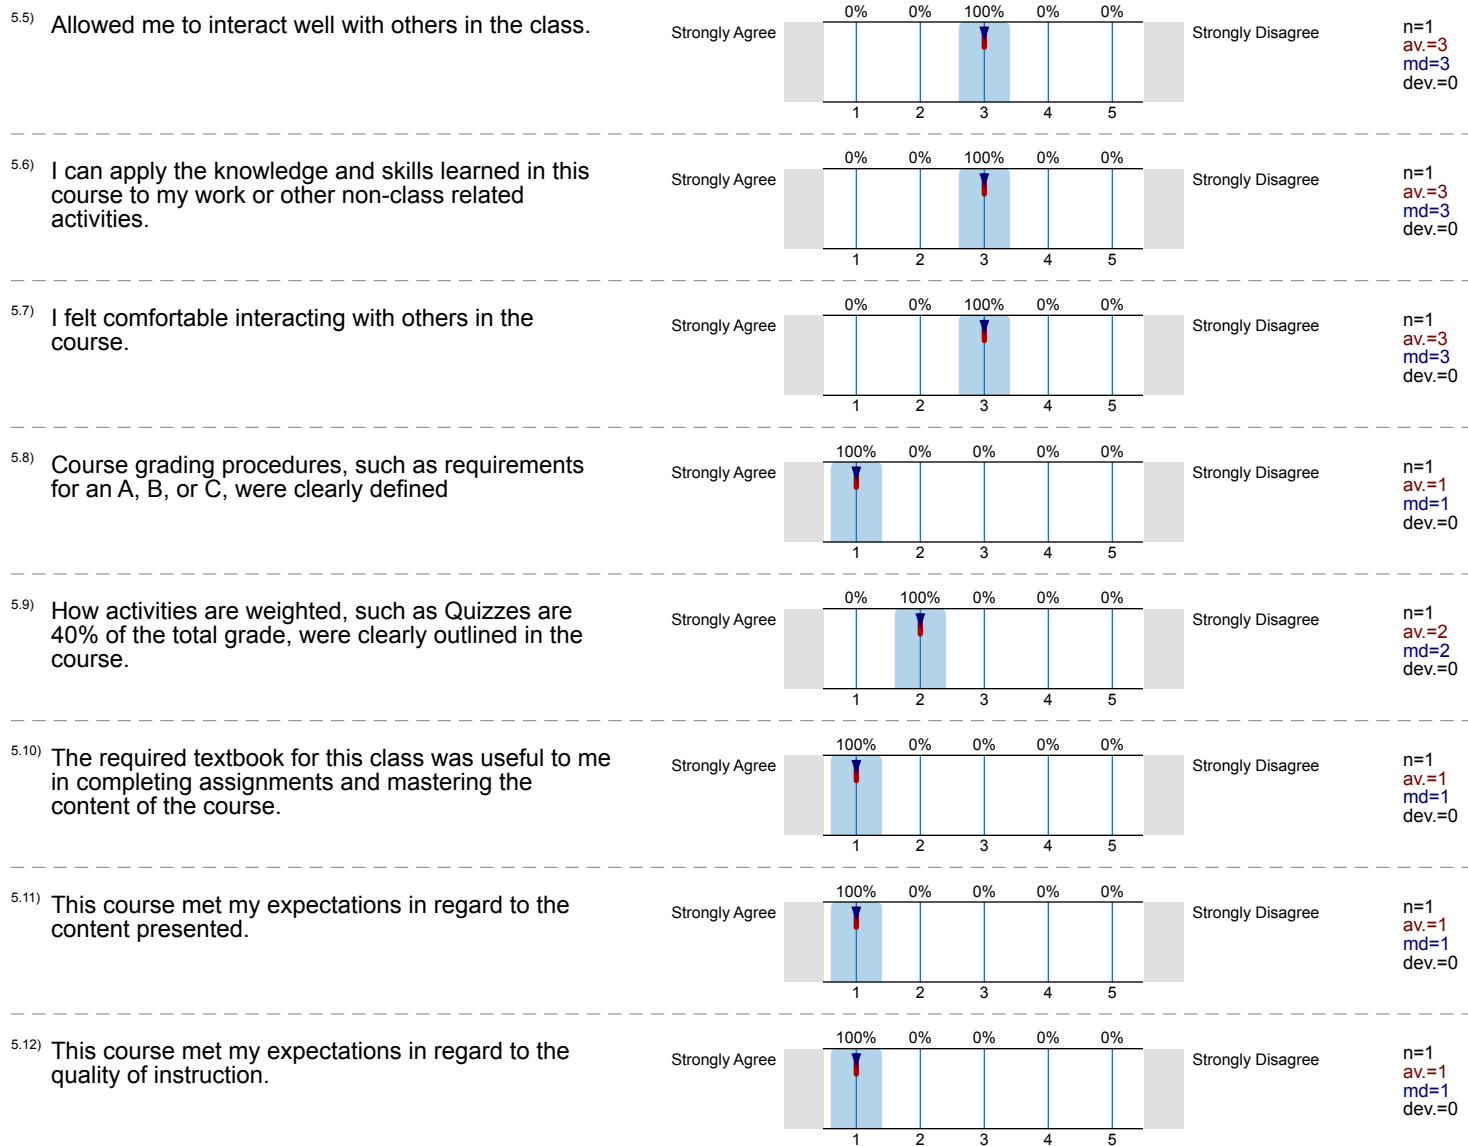 5.5) Allowed me to interact well with others in the class.
0% 0% 100% 0% 0%
Strongly Agree Strongly Disagree
n=1
av.=3
md=3
dev.=0
1 2 3 4 5
5.6) I can apply the knowledge and skills learned in this
course to my work or other non-class related
activities.
0% 0% 100% 0% 0%
Strongly Agree Strongly Disagree
n=1
av.=3
md=3
dev.=0
1 2 3 4 5
5.7) I felt comfortable interacting with others in the
course.
0% 0% 100% 0% 0%
Strongly Agree Strongly Disagree
n=1
av.=3
md=3
dev.=0
1 2 3 4 5
5.8) Course grading procedures, such as requirements
for an A, B, or C, were clearly defined
100% 0% 0% 0% 0%
Strongly Agree Strongly Disagree
n=1
av.=1
md=1
dev.=0
1 2 3 4 5
5.9) How activities are weighted, such as Quizzes are
40% of the total grade, were clearly outlined in the
course.
0% 100% 0% 0% 0%
Strongly Agree Strongly Disagree
n=1
av.=2
md=2
dev.=0
1 2 3 4 5
5.10) The required textbook for this class was useful to me
in completing assignments and mastering the
content of the course.
100% 0% 0% 0% 0%
Strongly Agree Strongly Disagree
n=1
av.=1
md=1
dev.=0
1 2 3 4 5
5.11) This course met my expectations in regard to the
content presented.
100% 0% 0% 0% 0%
Strongly Agree Strongly Disagree
n=1
av.=1
md=1
dev.=0
1 2 3 4 5
5.12) This course met my expectations in regard to the
quality of instruction.
100% 0% 0% 0% 0%
Strongly Agree Strongly Disagree
n=1
av.=1
md=1
dev.=0
1 2 3 4 5